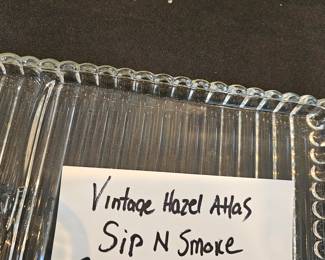 Vintage Hazel Atlas
Sip N Smoke